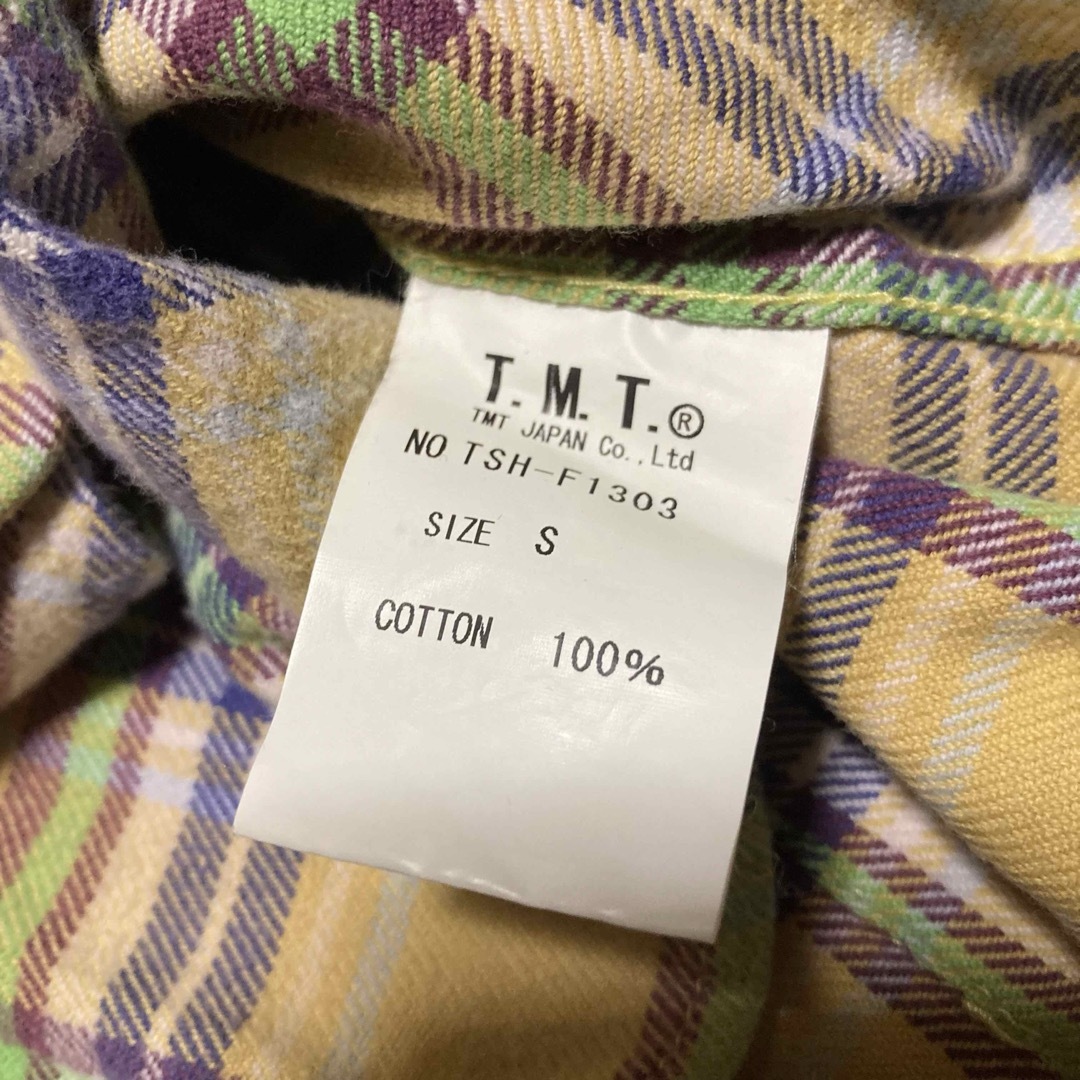 T.M.T.®
TMT JAPAN Co.,Ltd
NO TSH-F1303
SIZE S
COTTON 100%